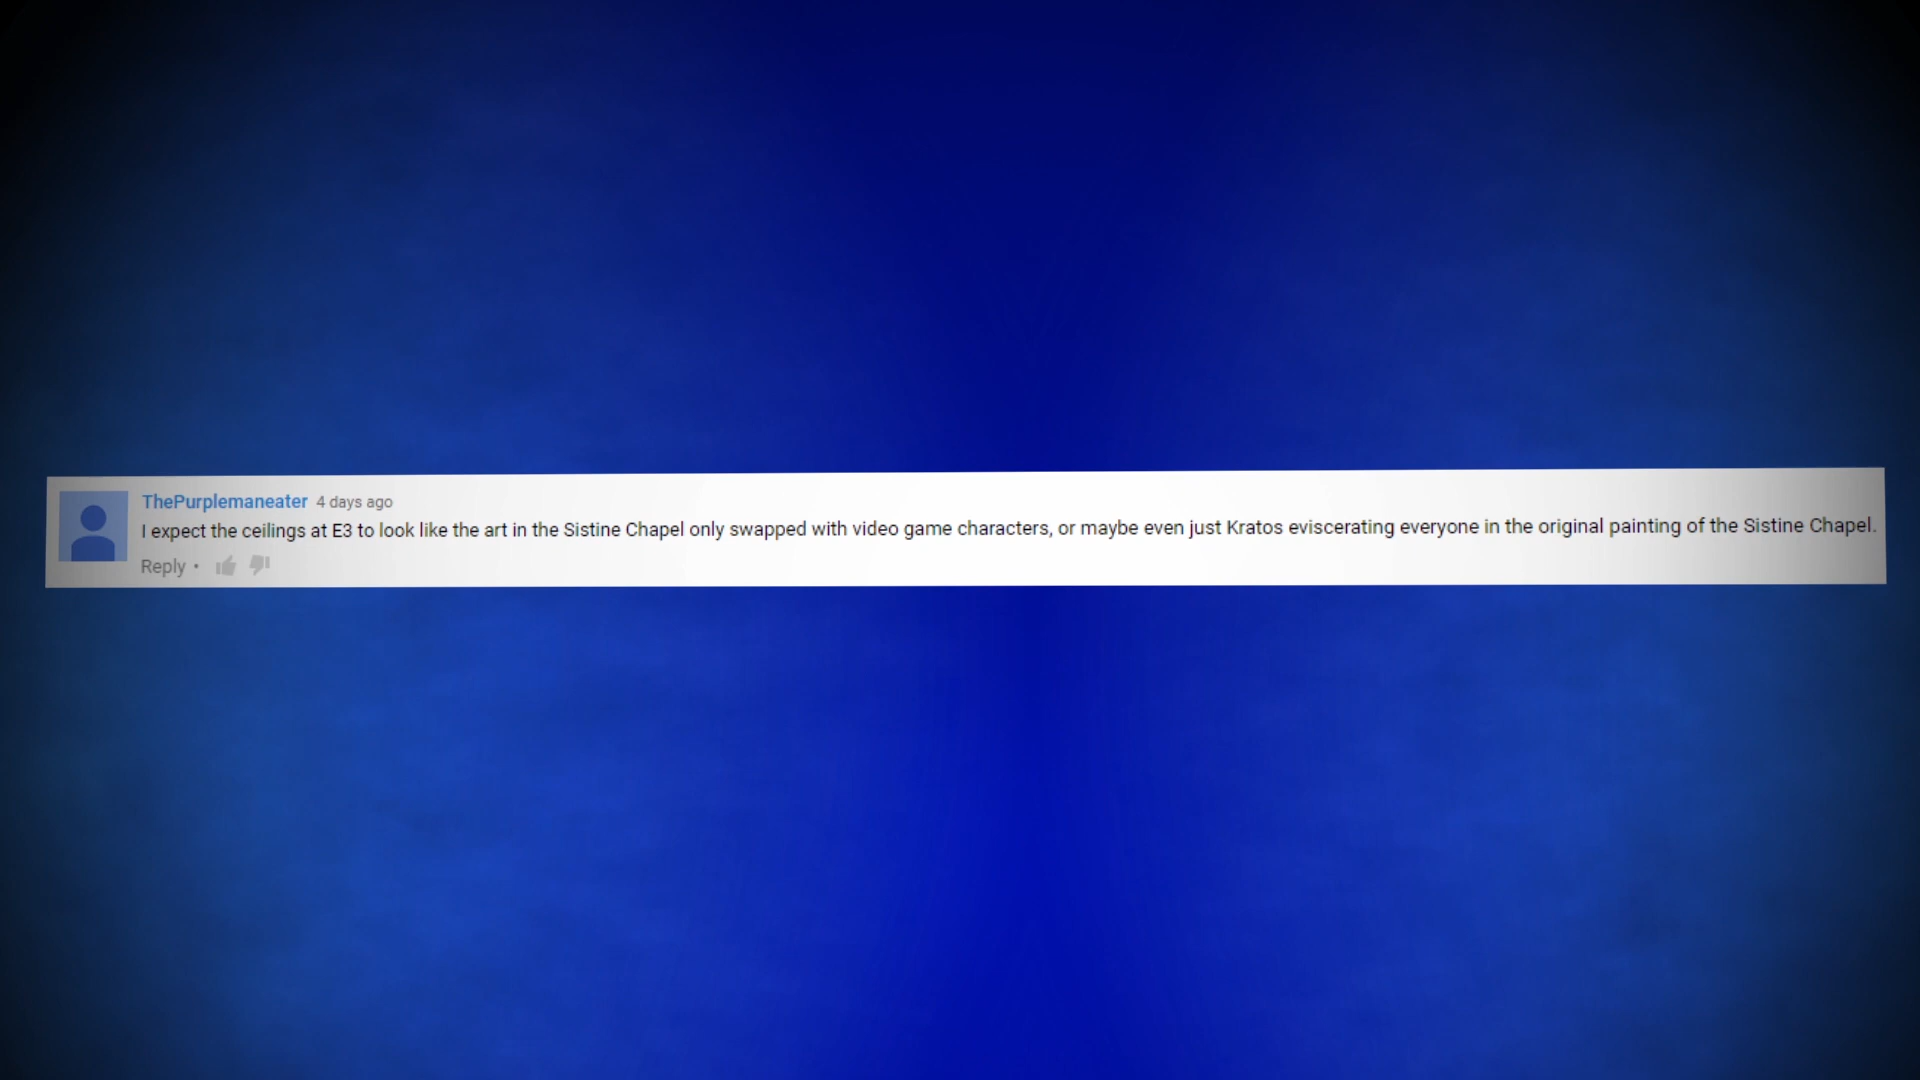 ThePurplemaneater 4 days ago
I expect the ceilings at E3 to look like the art in the Sistine Chapel only swapped with video game characters, or maybe even just Kratos eviscerating everyone in the original painting of the Sistine Chapel.
Reply •